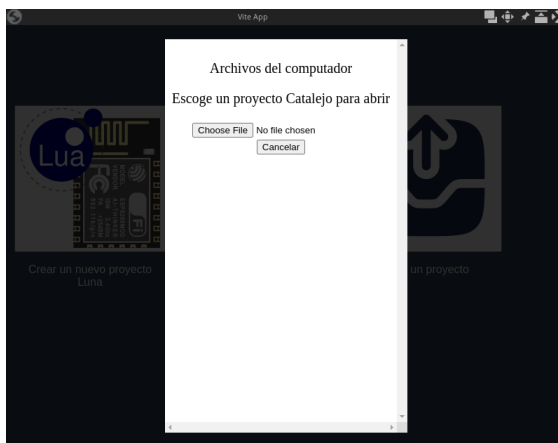 Vite App
Archivos del computador
Escoge un proyecto Catalejo para abrir
Choose File No file chosen
Cancelar
Lua
Crear un nuevo proyecto
Luna
un proyecto